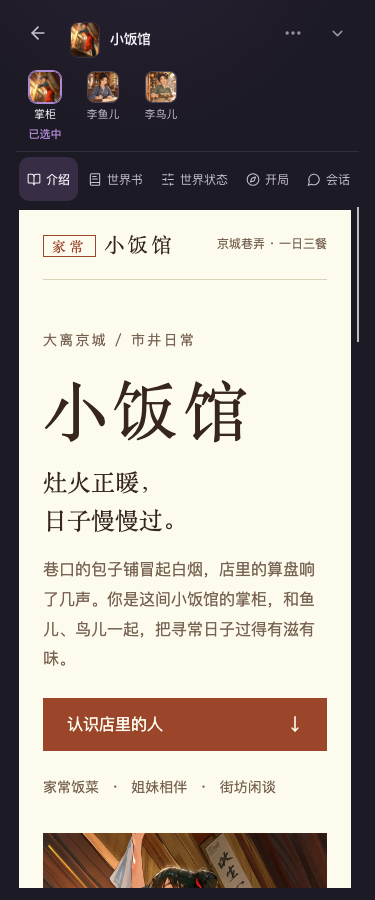 小饭馆
掌柜
李鱼儿
李鸟儿
已选中
介绍
世界书
世界状态
开局
会话
家常
小饭馆
京城巷弄 · 一日三餐
大离京城 / 市井日常
小饭馆
灶火正暖，
日子慢慢过。
巷口的包子铺冒起白烟，店里的算盘响
了几声。你是这间小饭馆的掌柜，和鱼
儿、鸟儿一起，把寻常日子过得有滋有
味。
认识店里的人 ↓
家常饭菜 · 姐妹相伴 · 街坊闲谈